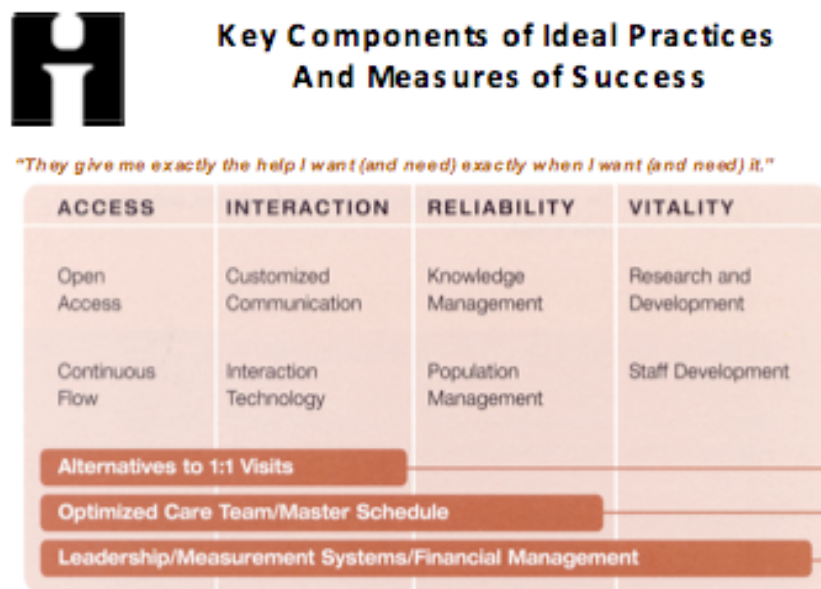 Key Components of Ideal Practices
And Measures of Success
"They give me exactly the help I want (and need) exactly when I want (and need) it."
ACCESS INTERACTION RELIABILITY VITALITY
Open Customized Knowledge Research and
Access Communication Management Development
Continuous Interaction Population Staff Development
Flow Technology Management
Alternatives to 1:1 Visits
Optimized Care Team/Master Schedule
Leadership/Measurement Systems/Financial Management